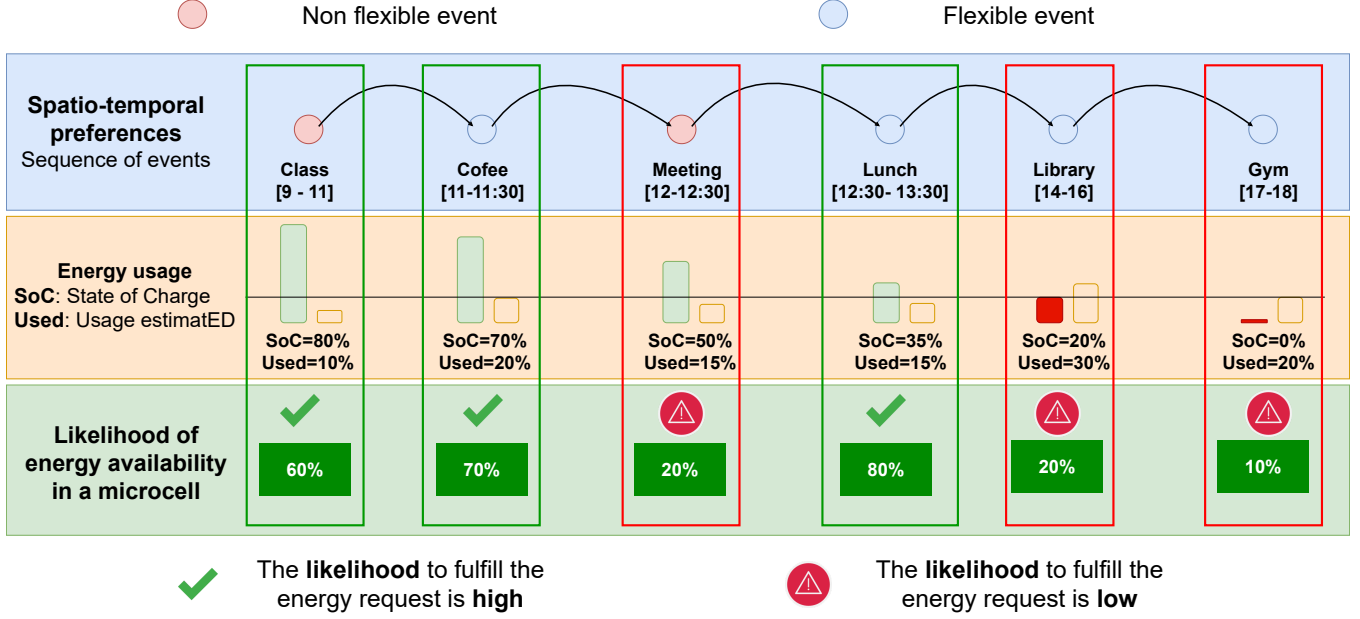 Non flexible event
Flexible event
Spatio-temporal
preferences
Sequence of events
Class
[9 - 11]
Cofee
[11-11:30]
Meeting
[12-12:30]
Lunch
[12:30- 13:30]
Library
[14-16]
Gym
[17-18]
Energy usage
SoC: State of Charge
Used: Usage estimatED
SoC=80%
Used=10%
SoC=70%
Used=20%
SoC=50%
Used=15%
SoC=35%
Used=15%
SoC=20%
Used=30%
SoC=0%
Used=20%
Likelihood of
energy availability
in a microcell
60%
70%
20%
80%
20%
10%
The likelihood to fulfill the
energy request is high
The likelihood to fulfill the
energy request is low